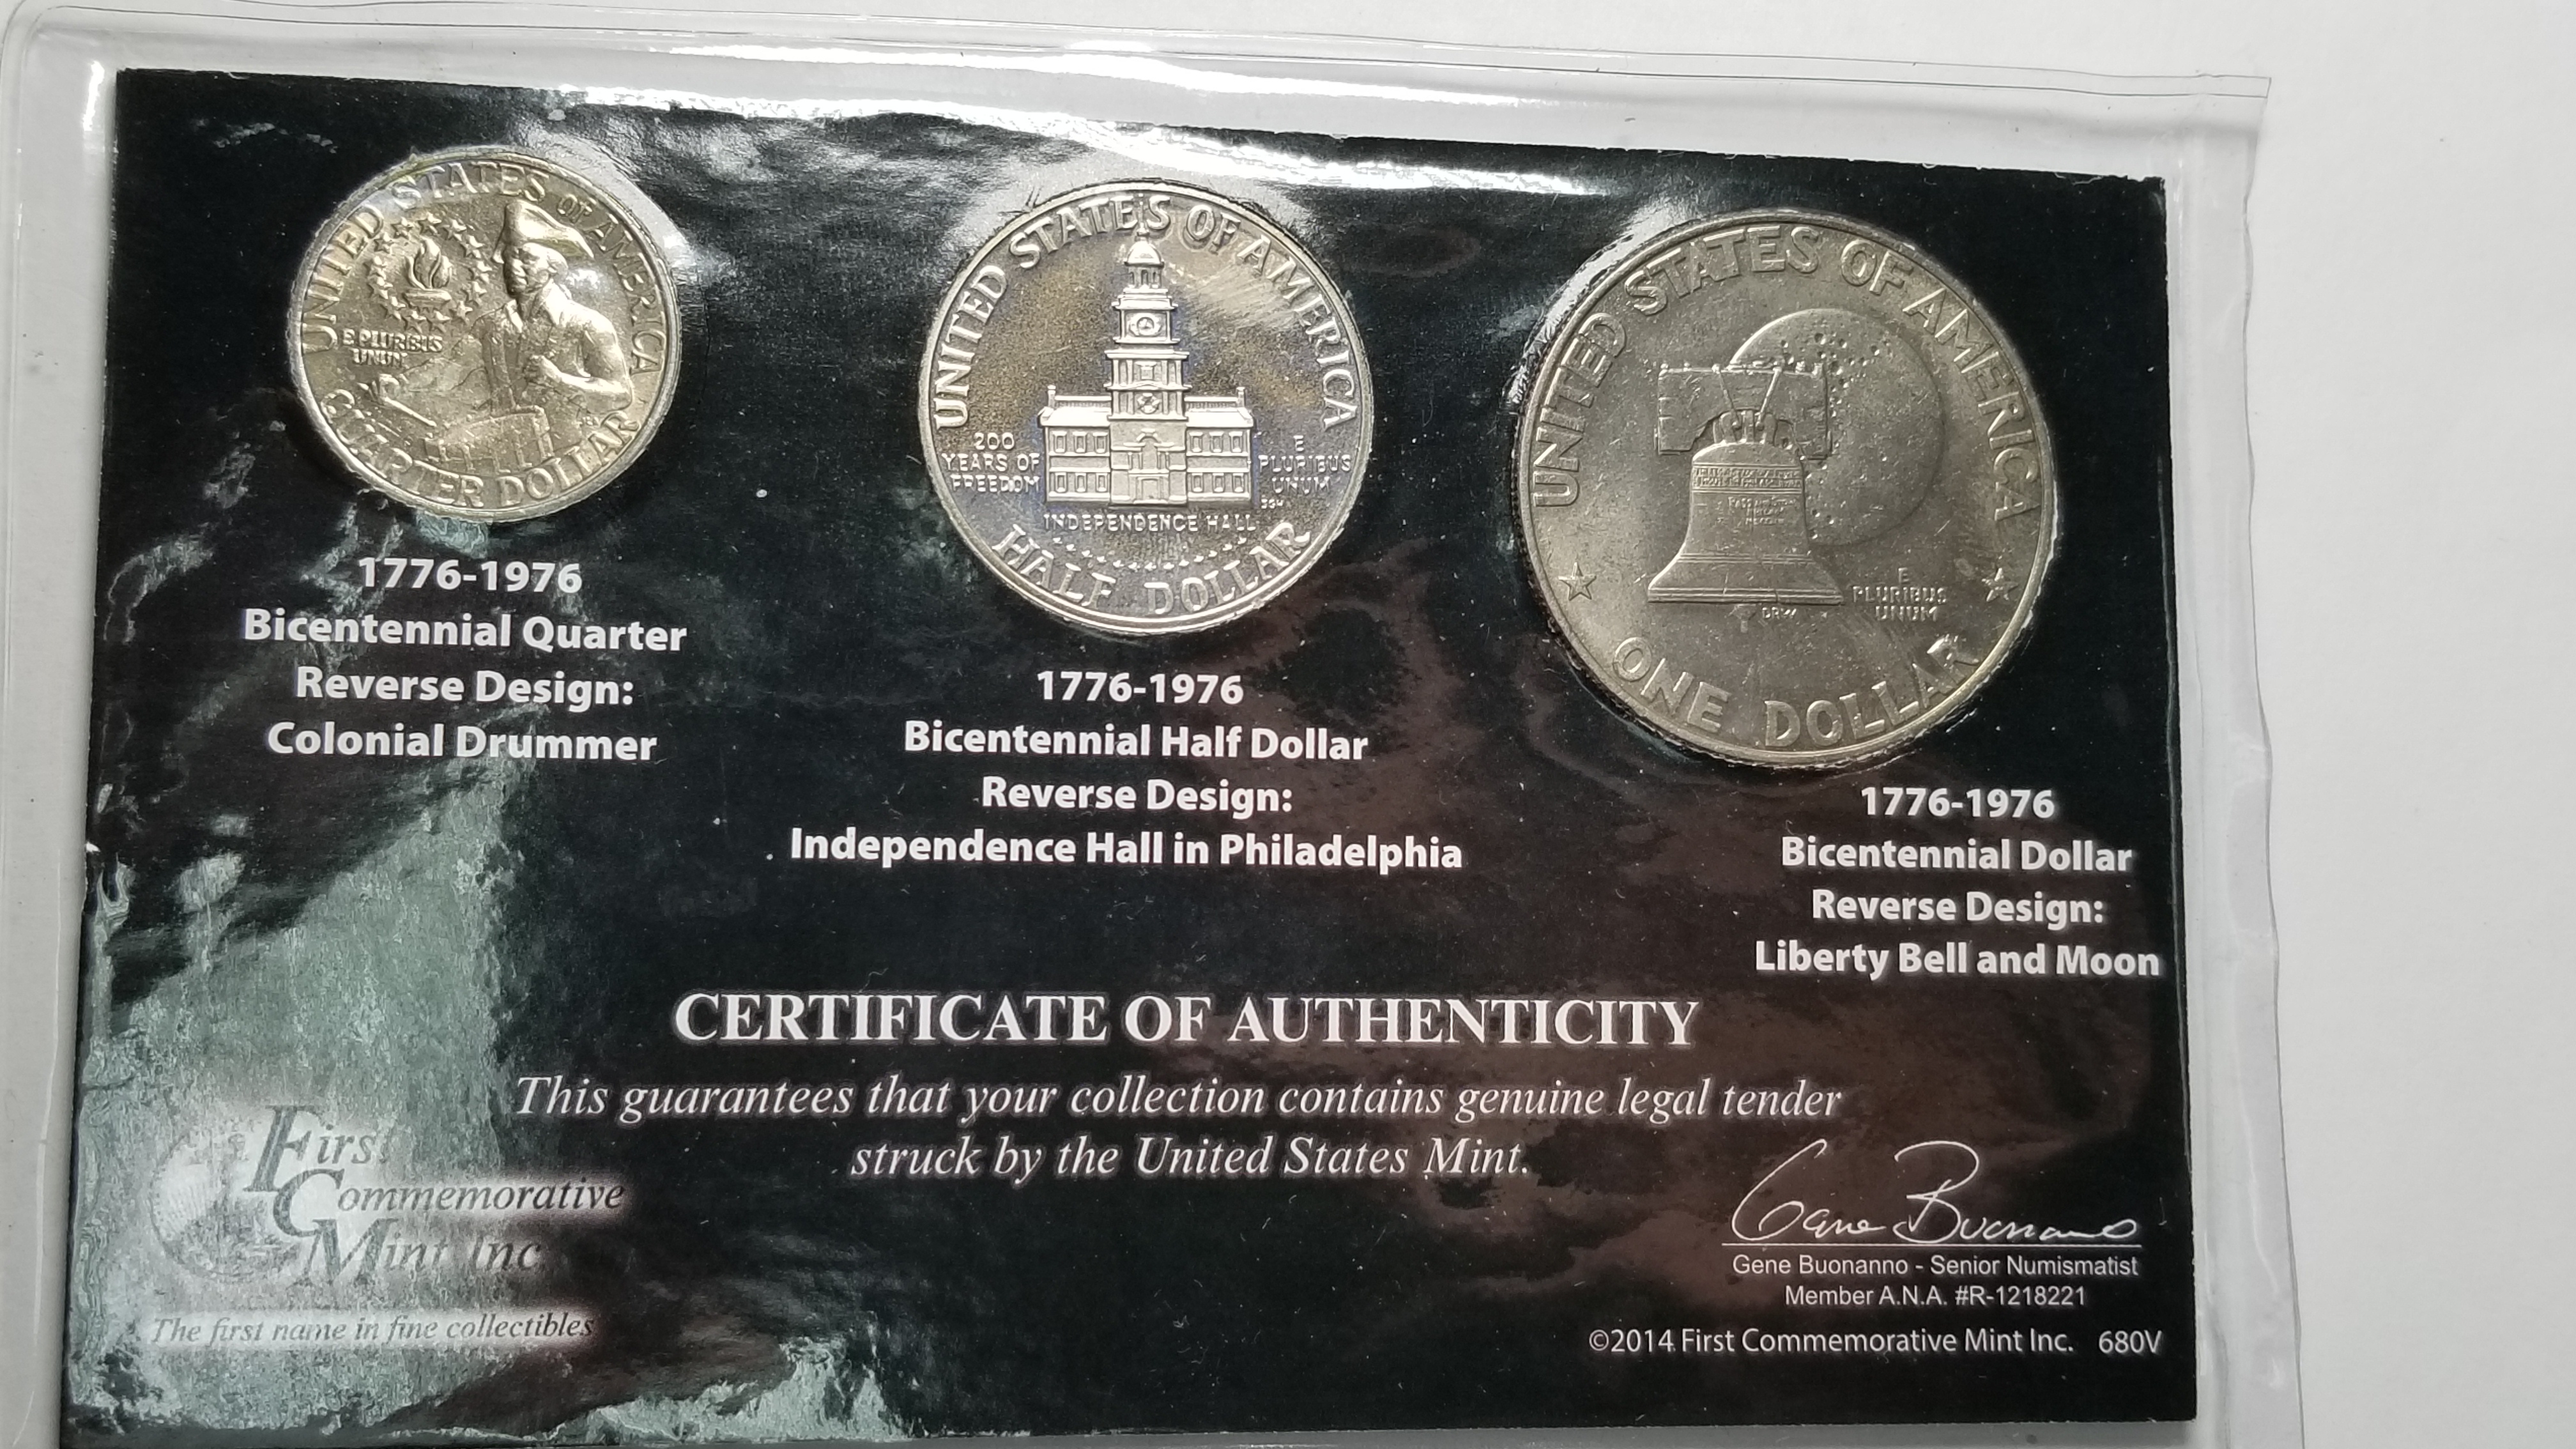 UNITED STATES OF AMERICA
E PLURIBUS
UNUM
QUARTER DOLLAR
1776-1976
Bicentennial Quarter
Reverse Design:
Colonial Drummer
UNITED STATES OF AMERICA
200
YEARS OF
FREEDOM
E
PLURIBUS
UNUM
INDEPENDENCE HALL
HALF DOLLAR
1776-1976
Bicentennial Half Dollar
Reverse Design:
Independence Hall in Philadelphia
UNITED STATES OF AMERICA
E
PLURIBUS
UNUM
DRW
ONE DOLLAR
1776-1976
Bicentennial Dollar
Reverse Design:
Liberty Bell and Moon
CERTIFICATE OF AUTHENTICITY
This guarantees that your collection contains genuine legal tender
struck by the United States Mint.
First
Commemorative
Mint Inc
The first name in fine collectibles
Gene Buonanno
Gene Buonanno - Senior Numismatist
Member A.N.A. #R-1218221
©2014 First Commemorative Mint Inc. 680V